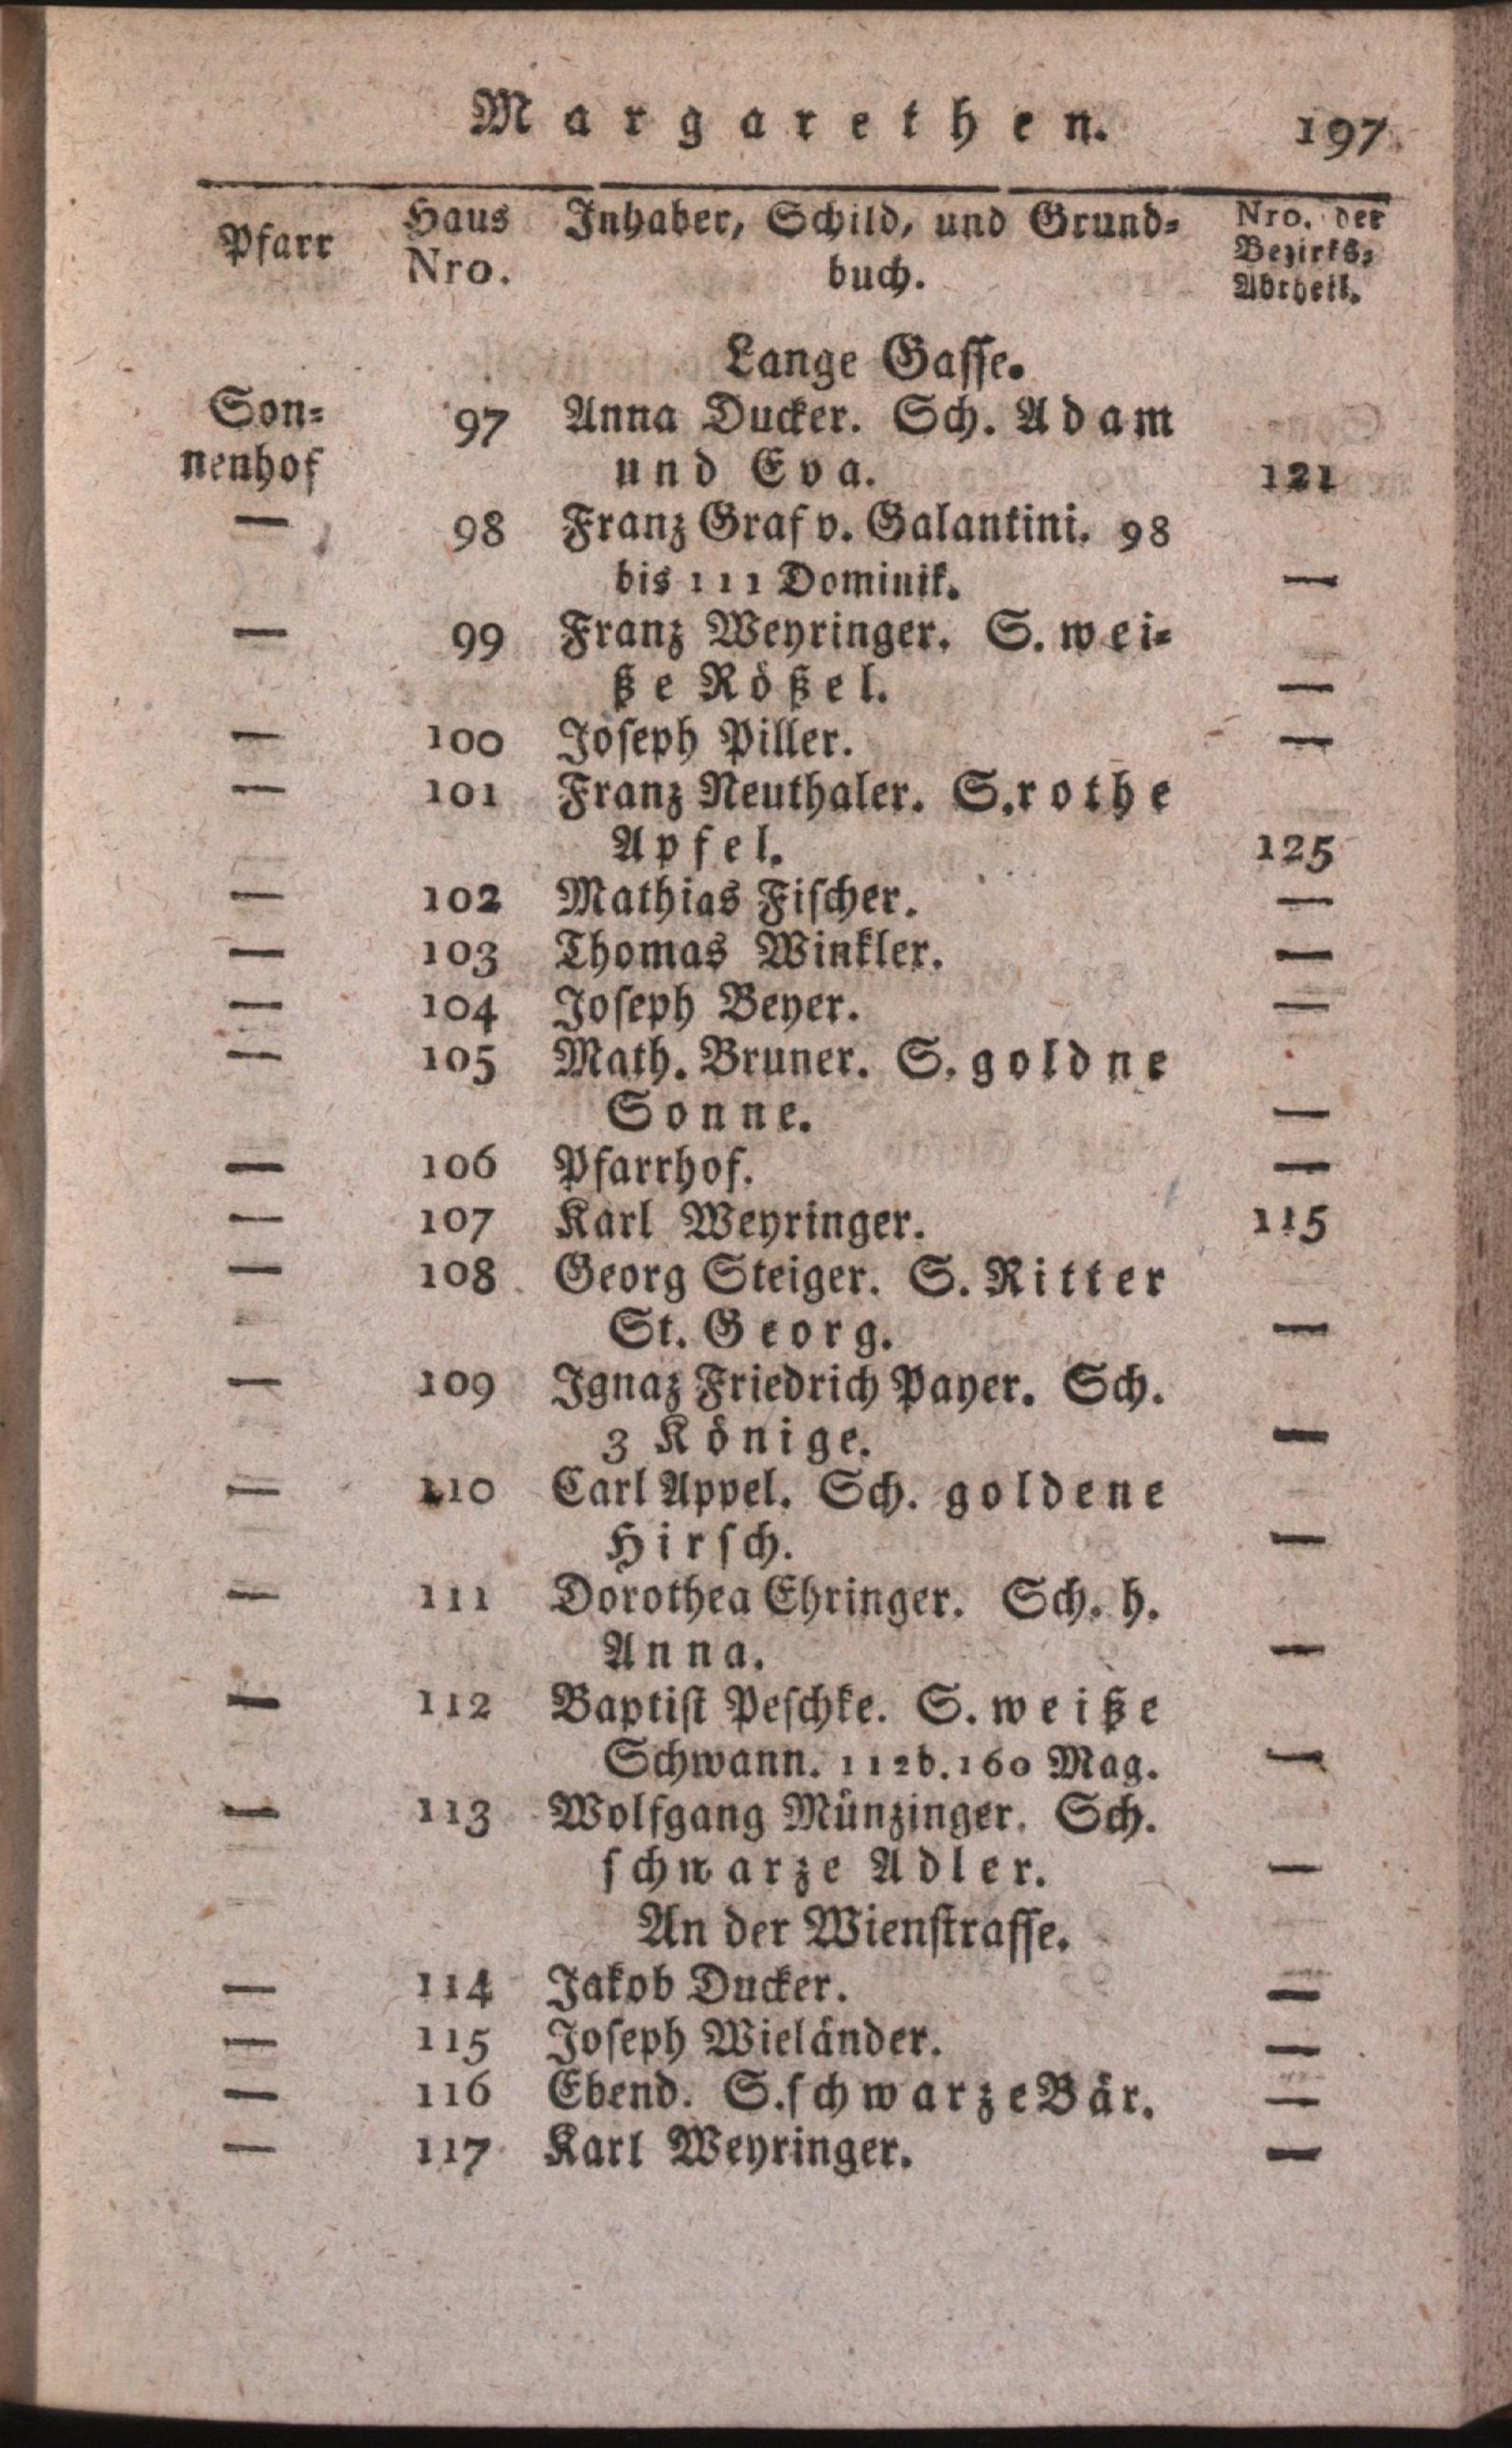 Margarethen. 197
Pfarr Haus Nro. Inhaber, Schild, und Grund= buch. Nro. der Bezirks= Abtheil.
Lange Gasse.
Son= 97 Anna Ducker. Sch. Adam
nenhof und Eva. 121
— 98 Franz Graf v. Galantini. 98
bis 111 Dominik. —
— 99 Franz Weyringer. S. wei=
ße Rößel. —
— 100 Joseph Piller. —
— 101 Franz Neuthaler. S. rothe
Apfel. 125
— 102 Mathias Fischer. —
— 103 Thomas Winkler. —
— 104 Joseph Beyer. —
— 105 Math. Bruner. S. goldne
Sonne. —
— 106 Pfarrhof. —
— 107 Karl Weyringer. 115
— 108 Georg Steiger. S. Ritter
St. Georg. —
— 109 Ignaz Friedrich Payer. Sch.
3 Könige. —
— 110 Carl Appel. Sch. goldene
Hirsch. —
— 111 Dorothea Ehringer. Sch. h.
Anna. —
— 112 Baptist Peschke. S. weiße
Schwann. 112b.160 Mag. —
— 113 Wolfgang Münzinger. Sch.
schwarze Adler. —
An der Wienstrasse.
— 114 Jakob Ducker. —
— 115 Joseph Wieländer. —
— 116 Ebend. S. schwarze Bär. —
— 117 Karl Weyringer. —